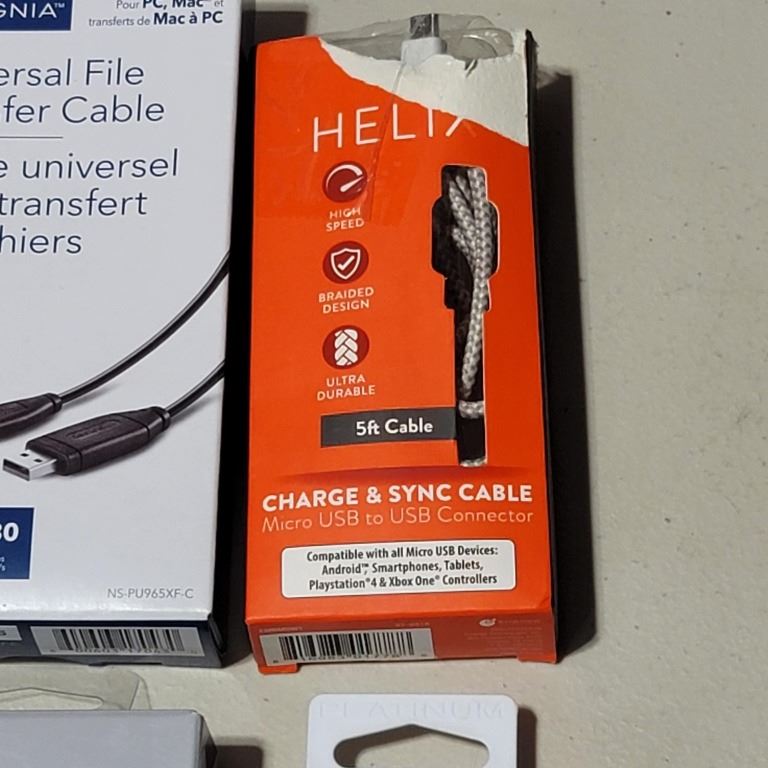 Pour PC, Mac et
transferts de Mac à PC
ersal File
fer Cable
e universel
transfert
hiers
NS-PU965XF-C
HELIX
HIGH
SPEED
BRAIDED
DESIGN
ULTRA
DURABLE
5ft Cable
CHARGE & SYNC CABLE
Micro USB to USB Connector
Compatible with all Micro USB Devices:
Android™, Smartphones, Tablets,
Playstation®4 & Xbox One® Controllers
PLATINUM